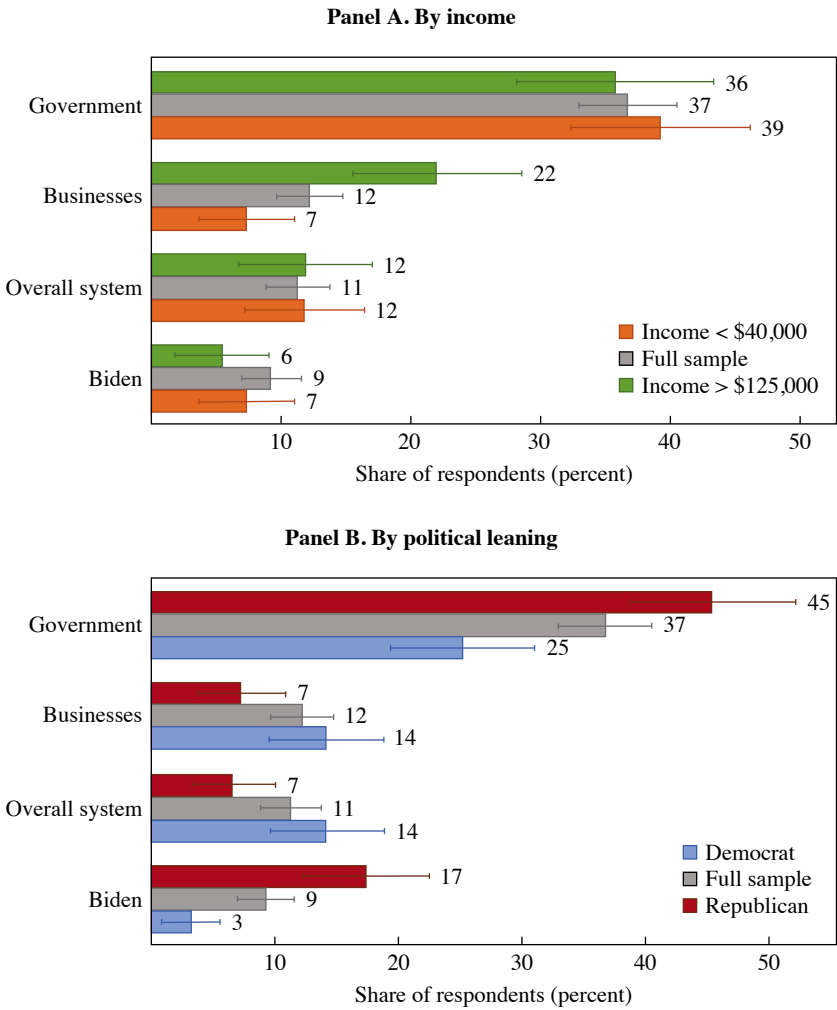 Panel A. By income
36
Government 37
39
22
Businesses 12
7
12
Overall system 11
12
Income < $40,000
6 Full sample
Biden 9
7 Income > $125,000
10 20 30 40 50
Share of respondents (percent)
Panel B. By political leaning
45
Government 37
25
7
Businesses 12
14
7
Overall system 11
14
Democrat
17 Full sample
Biden 9
Republican
3
10 20 30 40 50
Share of respondents (percent)